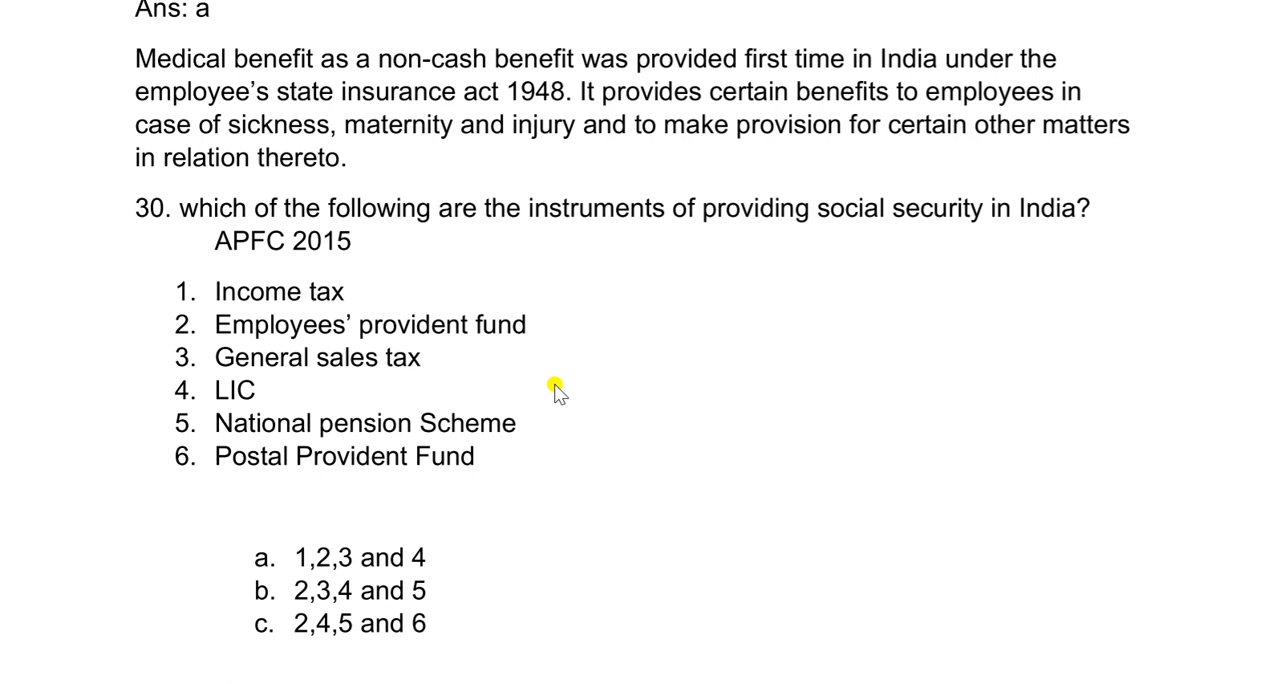 Ans: a
Medical benefit as a non-cash benefit was provided first time in India under the
employee’s state insurance act 1948. It provides certain benefits to employees in
case of sickness, maternity and injury and to make provision for certain other matters
in relation thereto.
30. which of the following are the instruments of providing social security in India?
APFC 2015
1. Income tax
2. Employees’ provident fund
3. General sales tax
4. LIC
5. National pension Scheme
6. Postal Provident Fund
a. 1,2,3 and 4
b. 2,3,4 and 5
c. 2,4,5 and 6